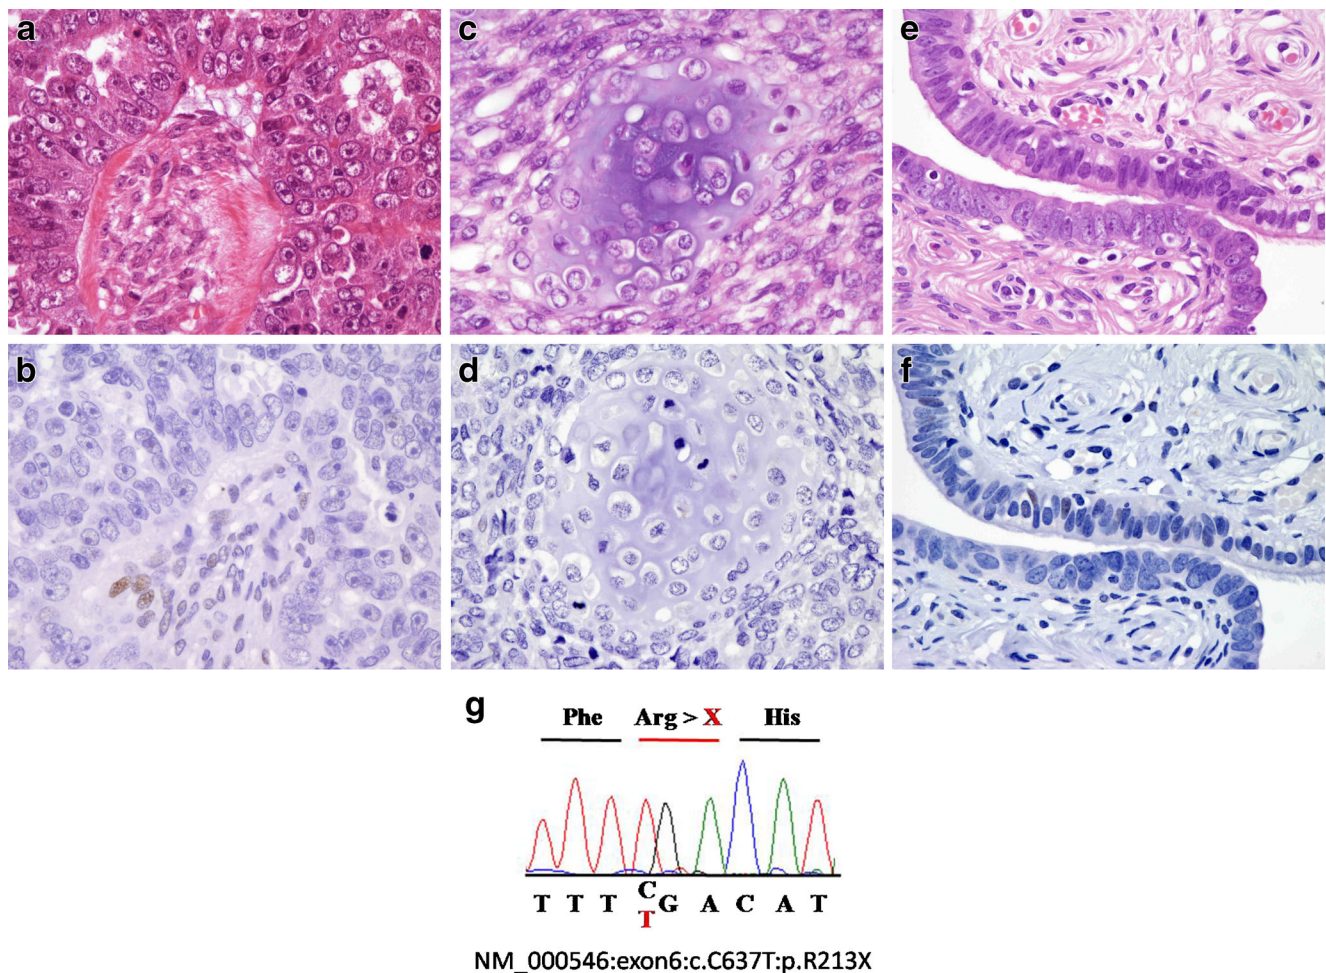 a
c
e
b
d
f
g
Phe Arg > X His
C
T T T G A C A T
T
NM_000546:exon6:c.C637T:p.R213X